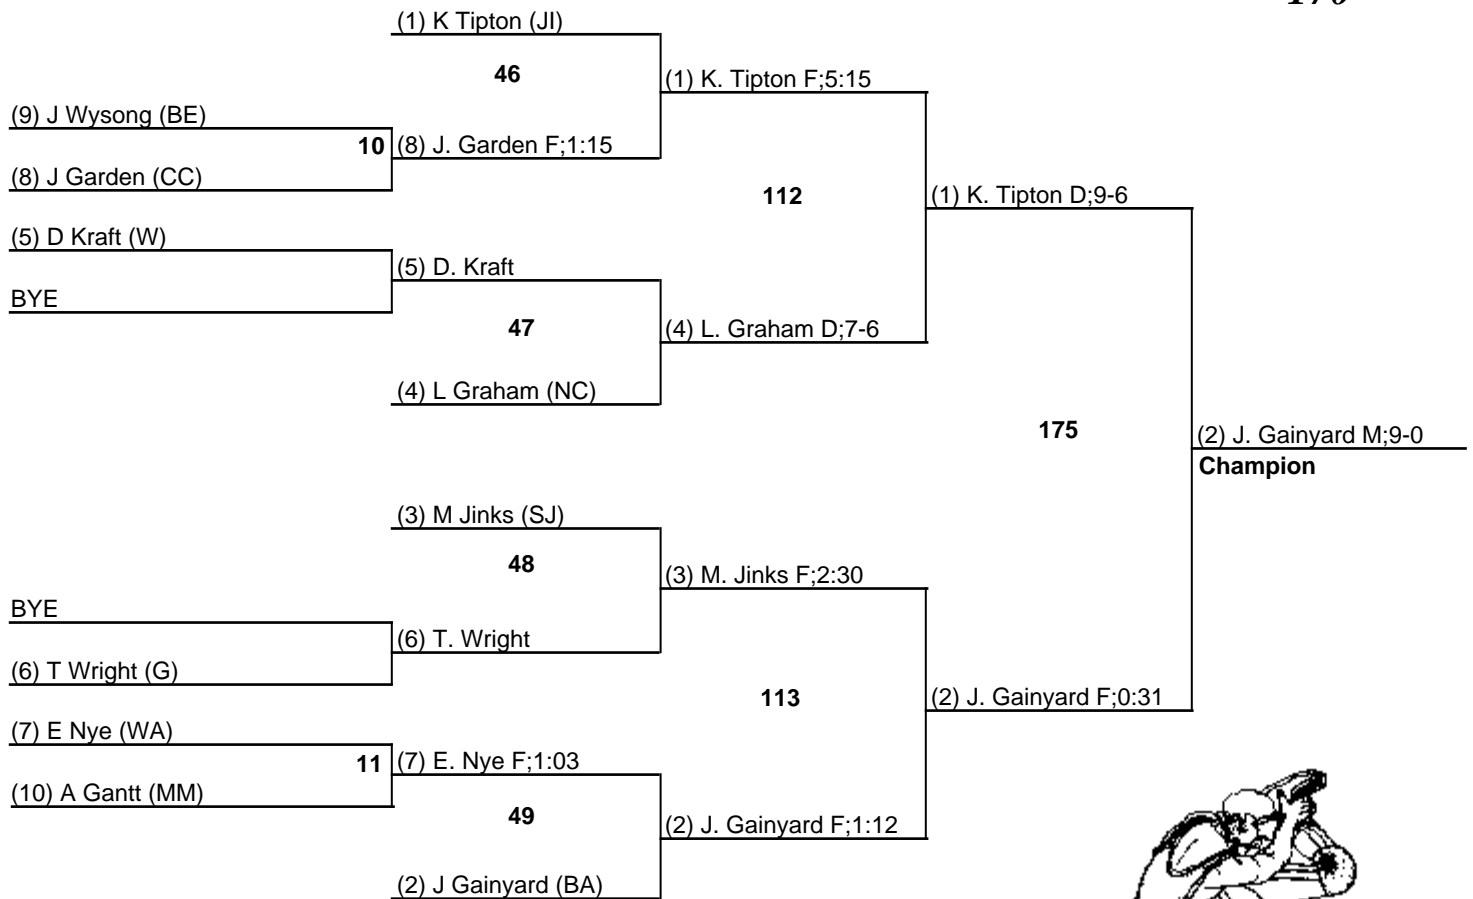 (1) K Tipton (JI)
46
(1) K. Tipton F;5:15
(9) J Wysong (BE)
10
(8) J. Garden F;1:15
(8) J Garden (CC)
112
(1) K. Tipton D;9-6
(5) D Kraft (W)
(5) D. Kraft
BYE
47
(4) L. Graham D;7-6
(4) L Graham (NC)
175
(2) J. Gainyard M;9-0
Champion
(3) M Jinks (SJ)
48
(3) M. Jinks F;2:30
BYE
(6) T. Wright
(6) T Wright (G)
113
(2) J. Gainyard F;0:31
(7) E Nye (WA)
11
(7) E. Nye F;1:03
(10) A Gantt (MM)
49
(2) J. Gainyard F;1:12
(2) J Gainyard (BA)